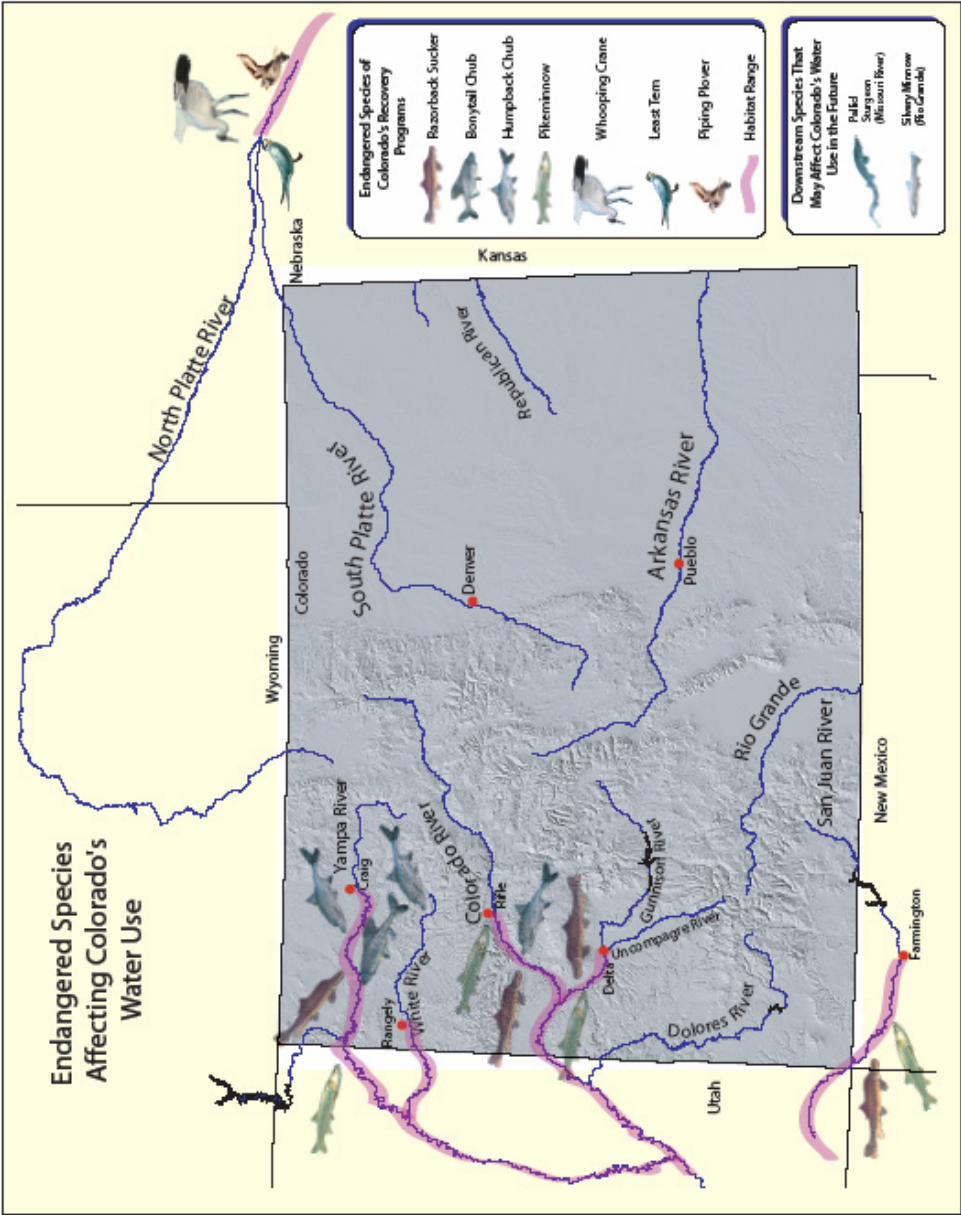 Endangered Species
Affecting Colorado's
Water Use
North Platte River
Wyoming
Colorado
Nebraska
Kansas
Utah
New Mexico
Yampa River
Craig
White River
Rangely
Colorado River
Rifle
Gunnison River
Uncompagre River
Delta
Dolores River
South Platte River
Denver
Republican River
Arkansas River
Pueblo
Rio Grande
San Juan River
Farmington
Endangered Species of
Colorado's Recovery
Programs
Razorback Sucker
Bonytail Chub
Humpback Chub
Pikeminnow
Whooping Crane
Least Tern
Piping Plover
Habitat Range
Downstream Species That
May Affect Colorado's Water
Use in the Future
Pallid
Sturgeon
(Missouri River)
Silvery Minnow
(Rio Grande)